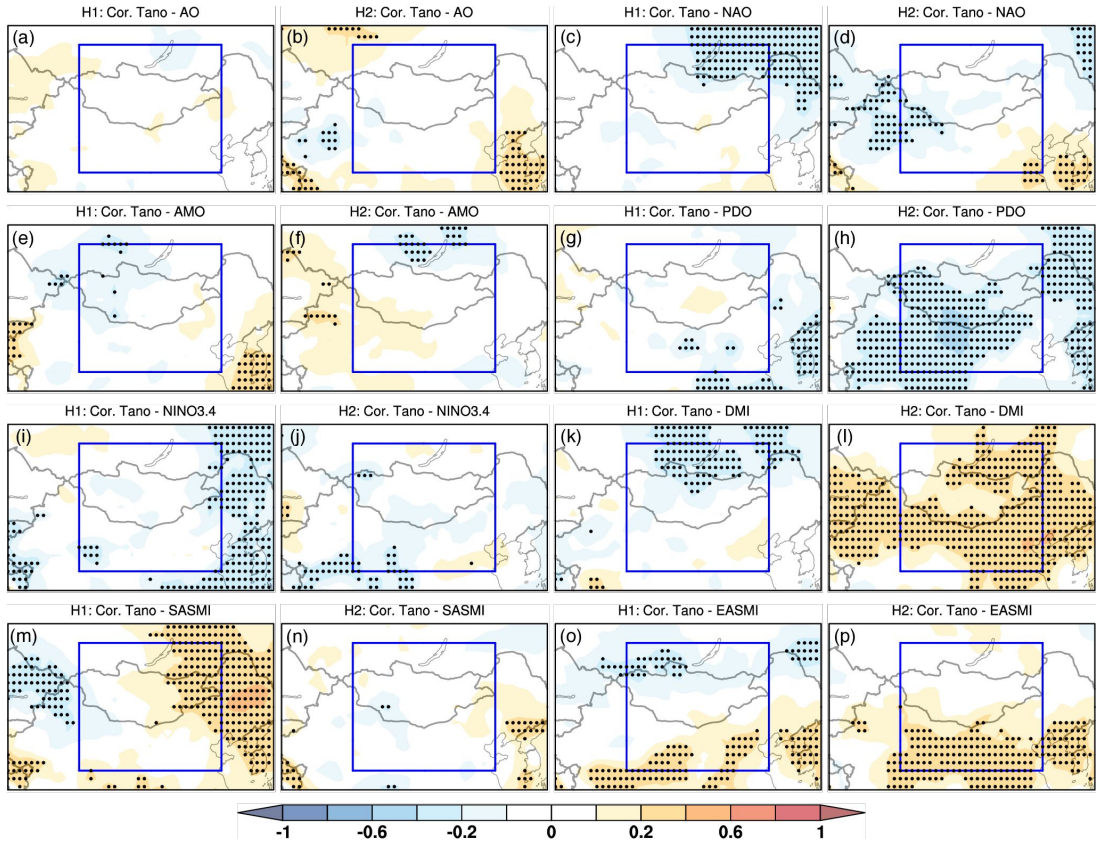 H1: Cor. Tano - AO
H2: Cor. Tano - AO
H1: Cor. Tano - NAO
H2: Cor. Tano - NAO
(a)
(b)
(c)
(d)
H1: Cor. Tano - AMO
H2: Cor. Tano - AMO
H1: Cor. Tano - PDO
H2: Cor. Tano - PDO
(e)
(f)
(g)
(h)
H1: Cor. Tano - NINO3.4
H2: Cor. Tano - NINO3.4
H1: Cor. Tano - DMI
H2: Cor. Tano - DMI
(i)
(j)
(k)
(l)
H1: Cor. Tano - SASMI
H2: Cor. Tano - SASMI
H1: Cor. Tano - EASMI
H2: Cor. Tano - EASMI
(m)
(n)
(o)
(p)
-1 -0.6 -0.2 0 0.2 0.6 1